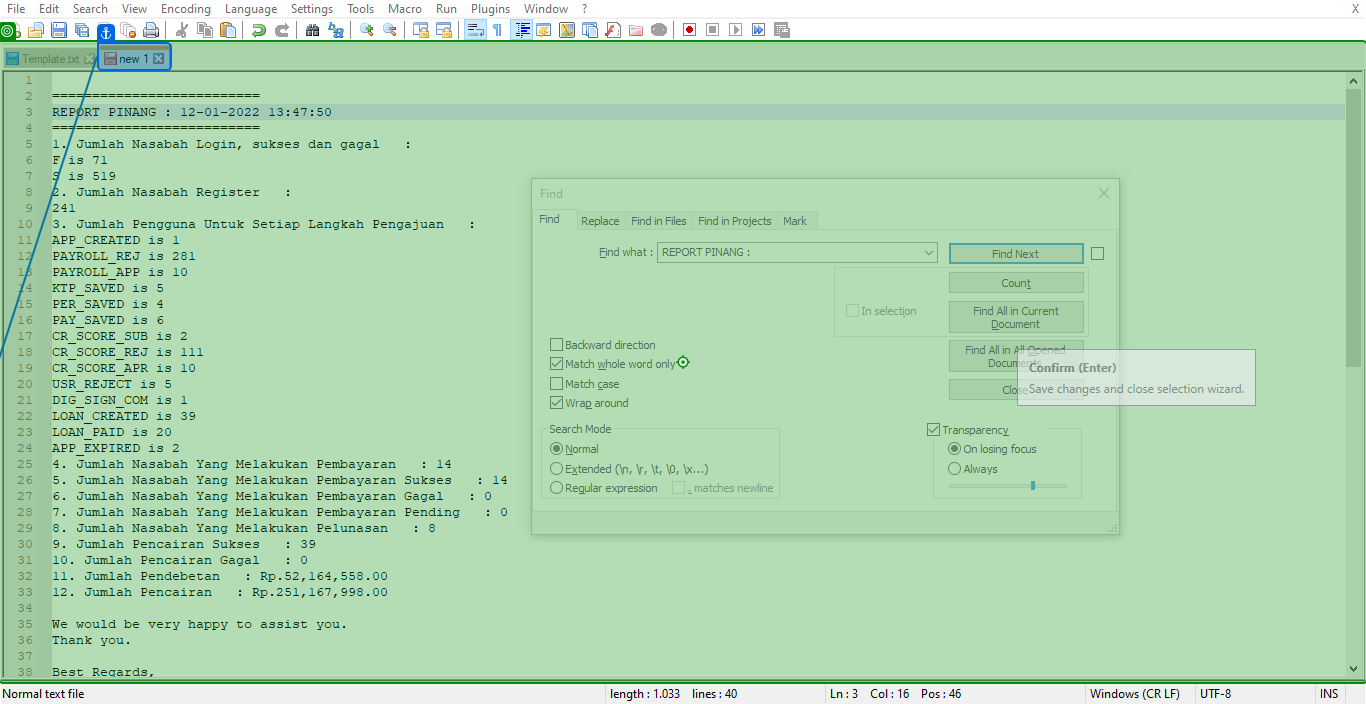 File Edit Search View Encoding Language Settings Tools Macro Run Plugins Window ? X
Template.txt new 1
1
2 ==========================
3 REPORT PINANG : 12-01-2022 13:47:50
4 ==========================
5 1. Jumlah Nasabah Login, sukses dan gagal :
6 F is 71
7 S is 519
8 2. Jumlah Nasabah Register :
9 241
10 3. Jumlah Pengguna Untuk Setiap Langkah Pengajuan :
11 APP_CREATED is 1
12 PAYROLL_REJ is 281
13 PAYROLL_APP is 10
14 KTP_SAVED is 5
15 PER_SAVED is 4
16 PAY_SAVED is 6
17 CR_SCORE_SUB is 2
18 CR_SCORE_REJ is 111
19 CR_SCORE_APR is 10
20 USR_REJECT is 5
21 DIG_SIGN_COM is 1
22 LOAN_CREATED is 39
23 LOAN_PAID is 20
24 APP_EXPIRED is 2
25 4. Jumlah Nasabah Yang Melakukan Pembayaran : 14
26 5. Jumlah Nasabah Yang Melakukan Pembayaran Sukses : 14
27 6. Jumlah Nasabah Yang Melakukan Pembayaran Gagal : 0
28 7. Jumlah Nasabah Yang Melakukan Pembayaran Pending : 0
29 8. Jumlah Nasabah Yang Melakukan Pelunasan : 8
30 9. Jumlah Pencairan Sukses : 39
31 10. Jumlah Pencairan Gagal : 0
32 11. Jumlah Pendebetan : Rp.52,164,558.00
33 12. Jumlah Pencairan : Rp.251,167,998.00
34
35 We would be very happy to assist you.
36 Thank you.
37
38 Best Regards,
Find
Find Replace Find in Files Find in Projects Mark
Find what : REPORT PINANG :
Find Next
Count
In selection
Find All in Current
Document
Find All in All Opened
Close
Backward direction
Match whole word only
Match case
Wrap around
Search Mode
Normal
Extended (\n, \r, \t, \0, \x...)
Regular expression . matches newline
Transparency
On losing focus
Always
Confirm (Enter)
Save changes and close selection wizard.
Normal text file length : 1.033 lines : 40 Ln : 3 Col : 16 Pos : 46 Windows (CR LF) UTF-8 INS